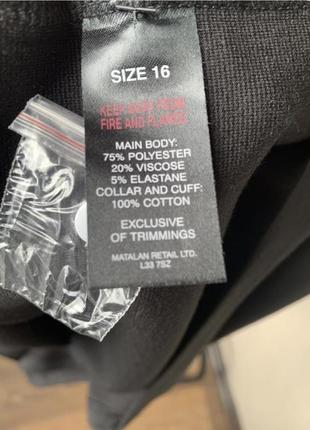 SIZE 16
KEEP AWAY FROM
FIRE AND FLAMES
MAIN BODY:
75% POLYESTER
20% VISCOSE
5% ELASTANE
COLLAR AND CUFF:
100% COTTON
EXCLUSIVE
OF TRIMMINGS
MATALAN RETAIL LTD.
L33 7SZ